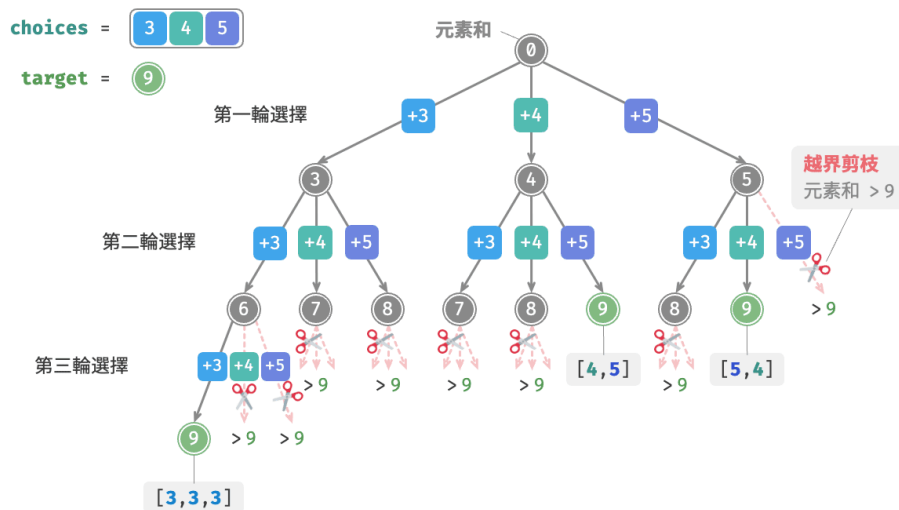 choices = 3 4 5
target = 9
元素和
0
第一輪選擇
+3 +4 +5
3 4 5
越界剪枝
元素和 > 9
第二輪選擇
+3 +4 +5 +3 +4 +5 +3 +4 +5
6 7 8 7 8 9 8 9 > 9
第三輪選擇
+3 +4 +5
> 9 > 9 > 9 > 9 [4,5] > 9 [5,4]
9 > 9 > 9
[3,3,3]